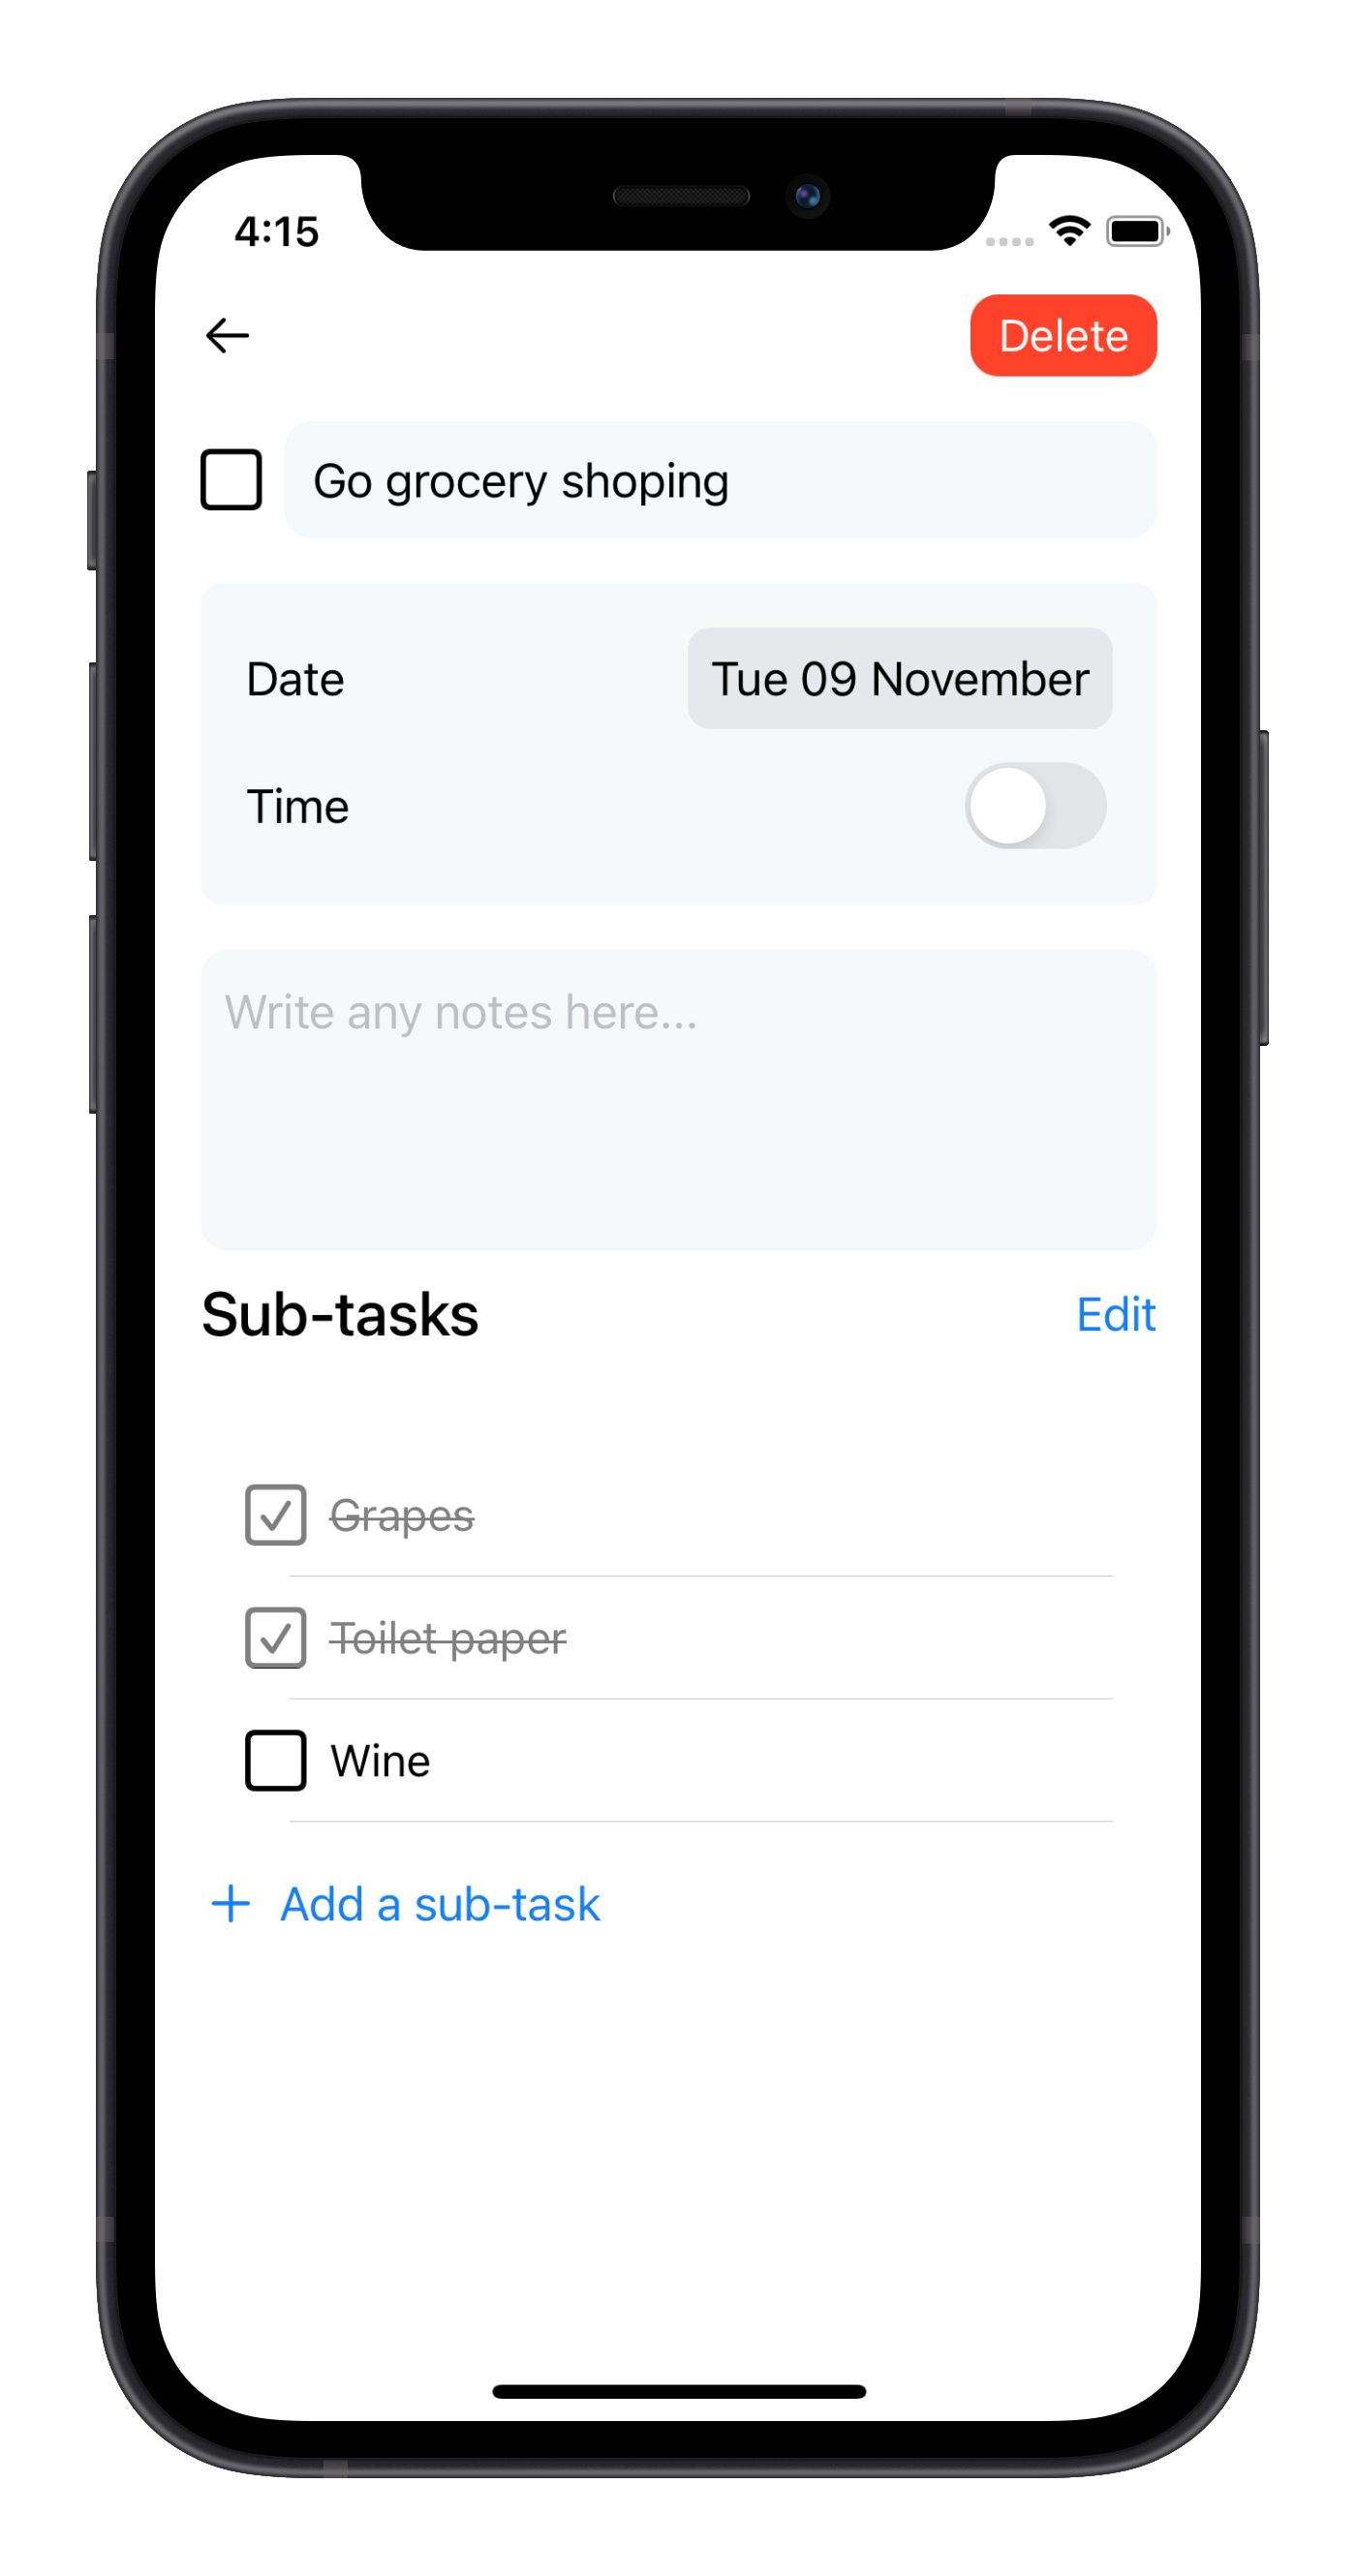 4:15
Delete
Go grocery shoping
Date
Tue 09 November
Time
Write any notes here...
Sub-tasks
Edit
Grapes
Toilet paper
Wine
+ Add a sub-task